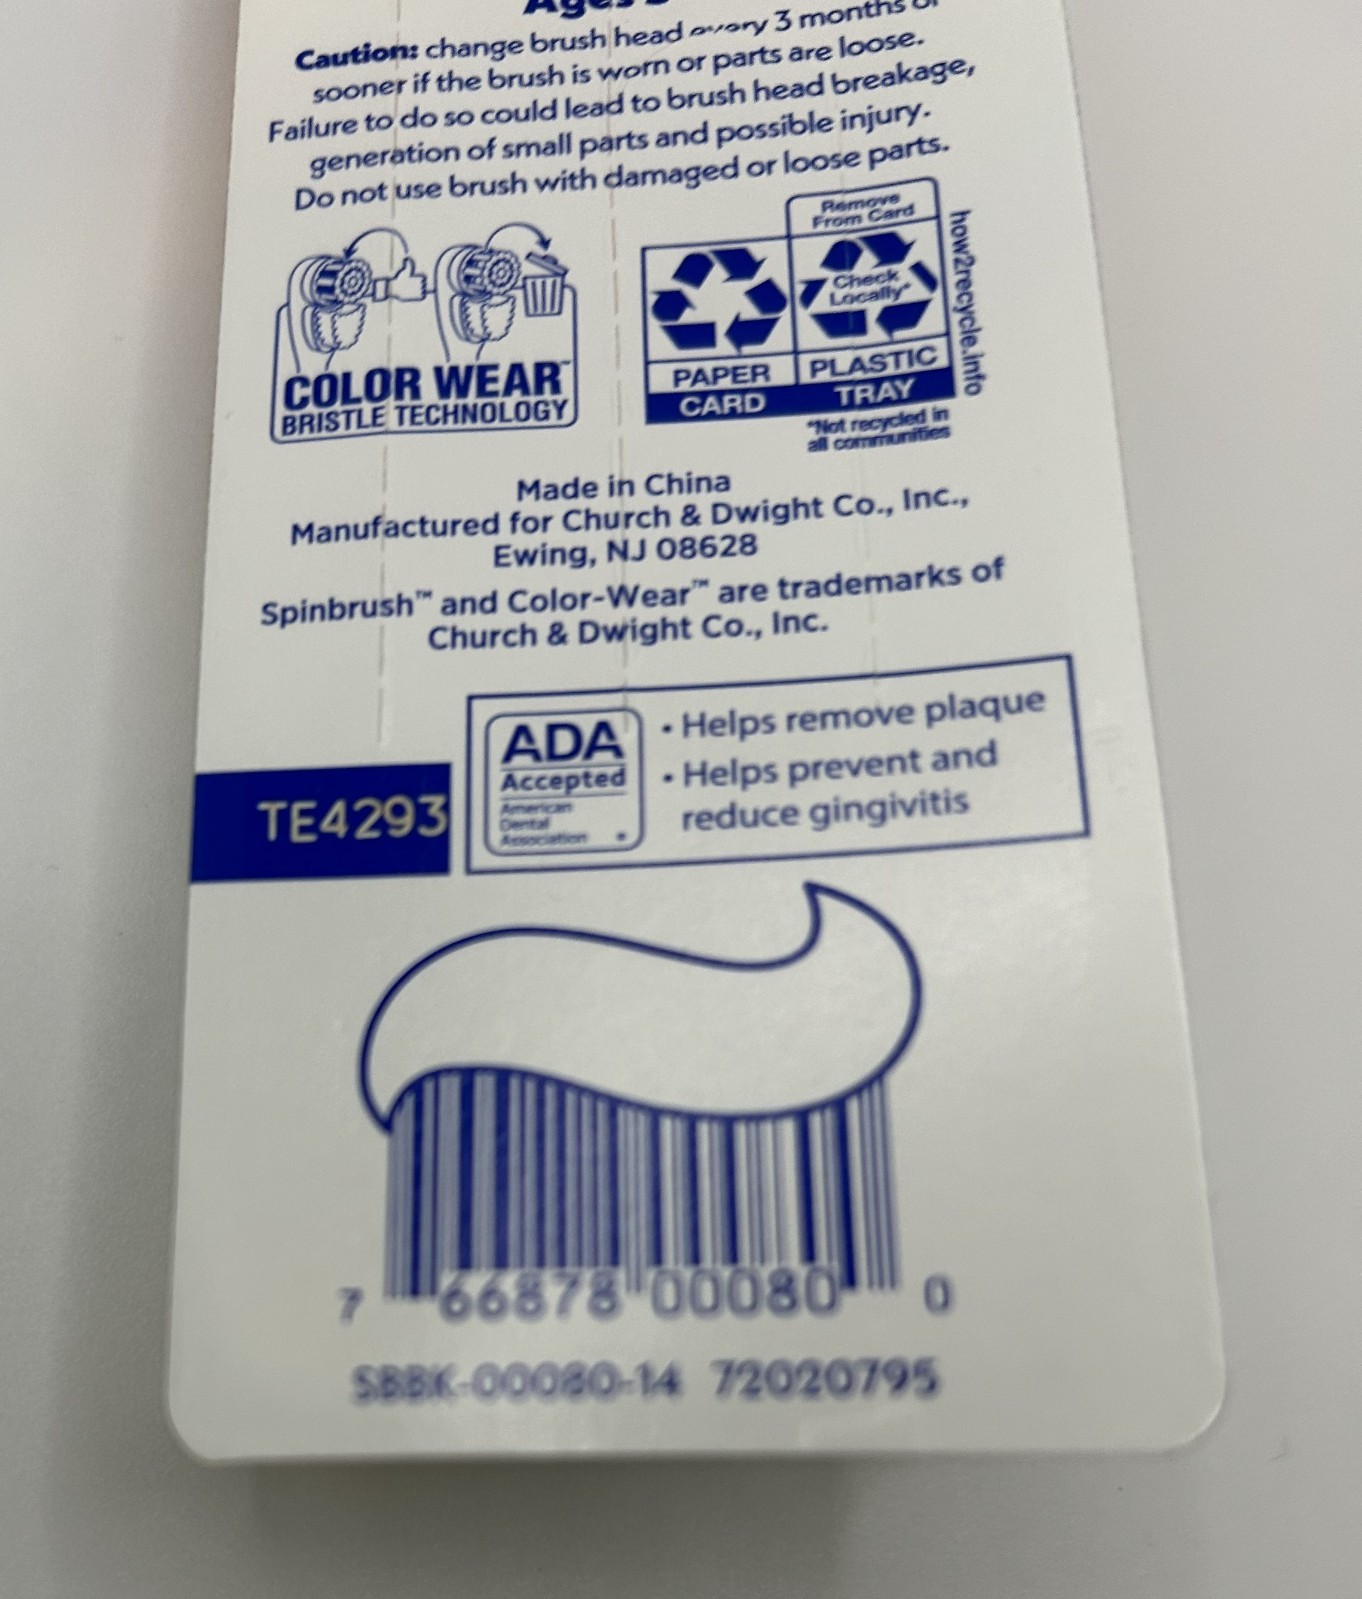 Caution: change brush head every 3 months or
sooner if the brush is worn or parts are loose.
Failure to do so could lead to brush head breakage,
generation of small parts and possible injury.
Do not use brush with damaged or loose parts.
COLOR WEAR™
BRISTLE TECHNOLOGY
Remove
From Card
Check
Locally*
PAPER
PLASTIC
CARD
TRAY
*Not recycled in
all communities
how2recycle.info
Made in China
Manufactured for Church & Dwight Co., Inc.,
Ewing, NJ 08628
Spinbrush™ and Color-Wear™ are trademarks of
Church & Dwight Co., Inc.
TE4293
ADA
Accepted
American
Dental
Association
• Helps remove plaque
• Helps prevent and
reduce gingivitis
7 66878 00080 0
SBBK-00080-14 72020795